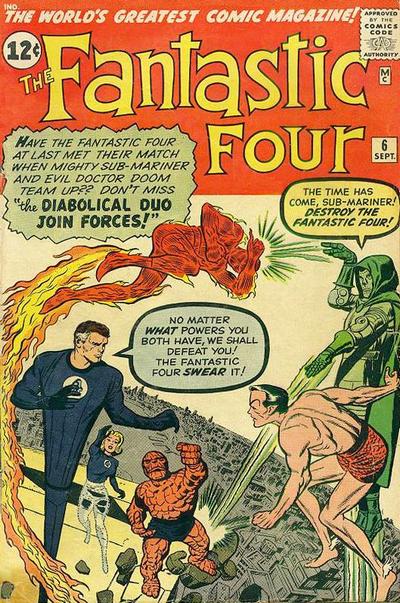 IND.
THE WORLD'S GREATEST COMIC MAGAZINE!
APPROVED
BY THE
COMICS
CODE
AUTHORITY
12¢
THE
Fantastic
Four
MC
6
SEPT.
HAVE THE FANTASTIC FOUR
AT LAST MET THEIR MATCH
WHEN MIGHTY SUB-MARINER
AND EVIL DOCTOR DOOM
TEAM UP?? DON'T MISS
"the DIABOLICAL DUO
JOIN FORCES!"
THE TIME HAS
COME, SUB-MARINER!
DESTROY THE
FANTASTIC FOUR!
NO MATTER
WHAT POWERS YOU
BOTH HAVE, WE SHALL
DEFEAT YOU!
THE FANTASTIC
FOUR SWEAR IT!
4